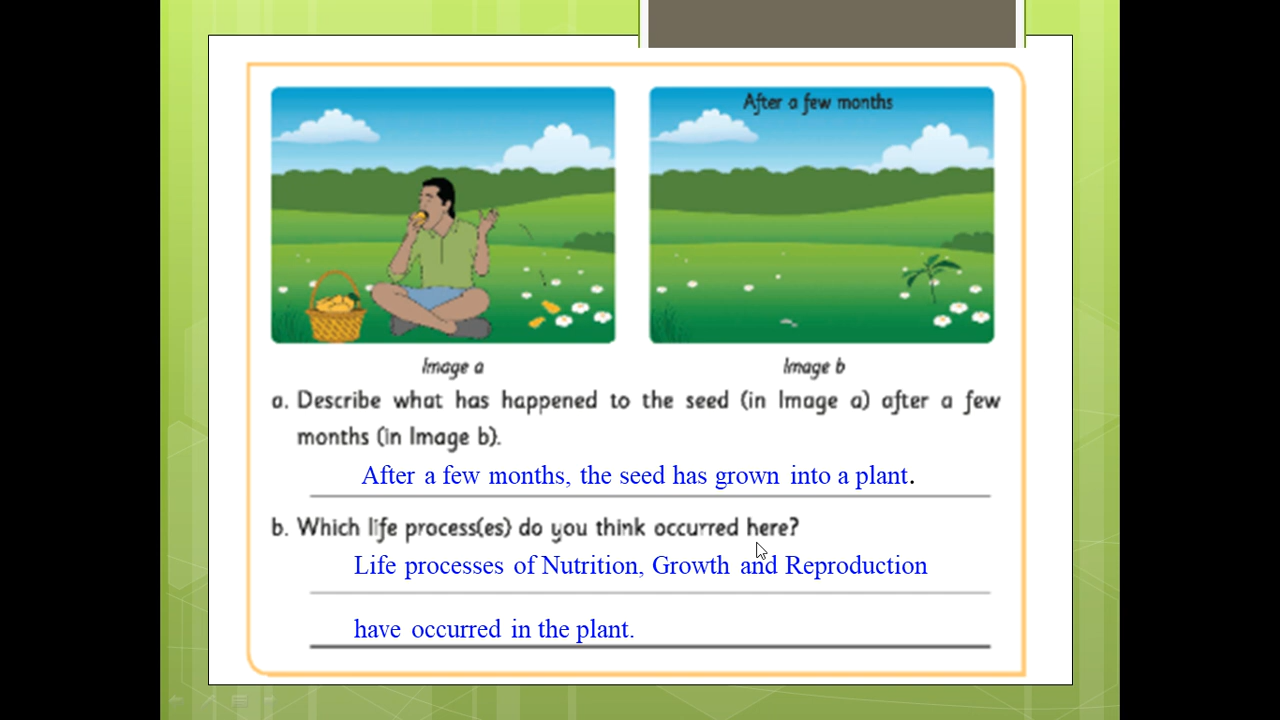 After a few months
Image a
Image b
a. Describe what has happened to the seed (in Image a) after a few
months (in Image b).
After a few months, the seed has grown into a plant.
b. Which life process(es) do you think occurred here?
Life processes of Nutrition, Growth and Reproduction
have occurred in the plant.